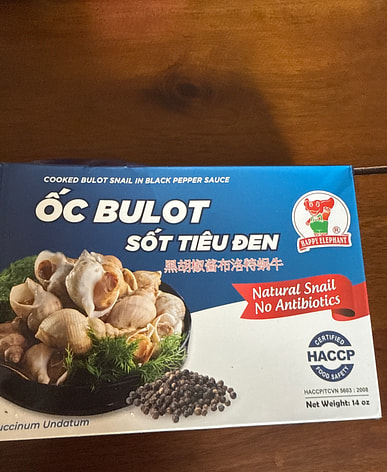 COOKED BULOT SNAIL IN BLACK PEPPER SAUCE
ỐC BULOT
SỐT TIÊU ĐEN
黑胡椒酱布洛特蜗牛
®
HAPPY ELEPHANT
Natural Snail
No Antibiotics
CERTIFIED
HACCP
FOOD SAFETY
HACCP/TCVN 5603 : 2008
Net Weight: 14 oz
uccinum Undatum